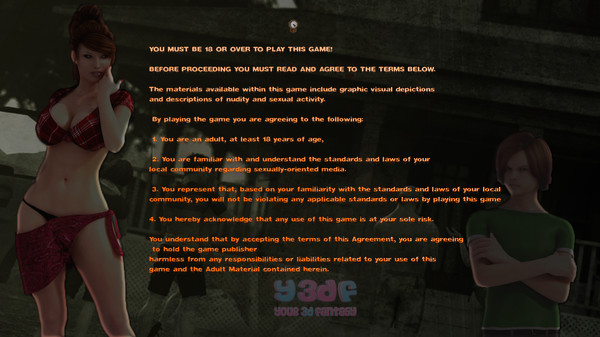 YOU MUST BE 18 OR OVER TO PLAY THIS GAME!
BEFORE PROCEEDING YOU MUST READ AND AGREE TO THE TERMS BELOW.
The materials available within this game include graphic visual depictions
and descriptions of nudity and sexual activity.
By playing the game you are agreeing to the following:
1. You are an adult, at least 18 years of age,
2. You are familiar with and understand the standards and laws of your
local community regarding sexually-oriented media.
3. You represent that, based on your familiarity with the standards and laws of your local
community, you will not be violating any applicable standards or laws by playing this game
4. You hereby acknowledge that any use of this game is at your sole risk.
You understand that by accepting the terms of this Agreement, you are agreeing
to hold the game publisher
harmless from any responsibilities or liabilities related to your use of this
game and the Adult Material contained herein.
y3df
your 3d fantasy